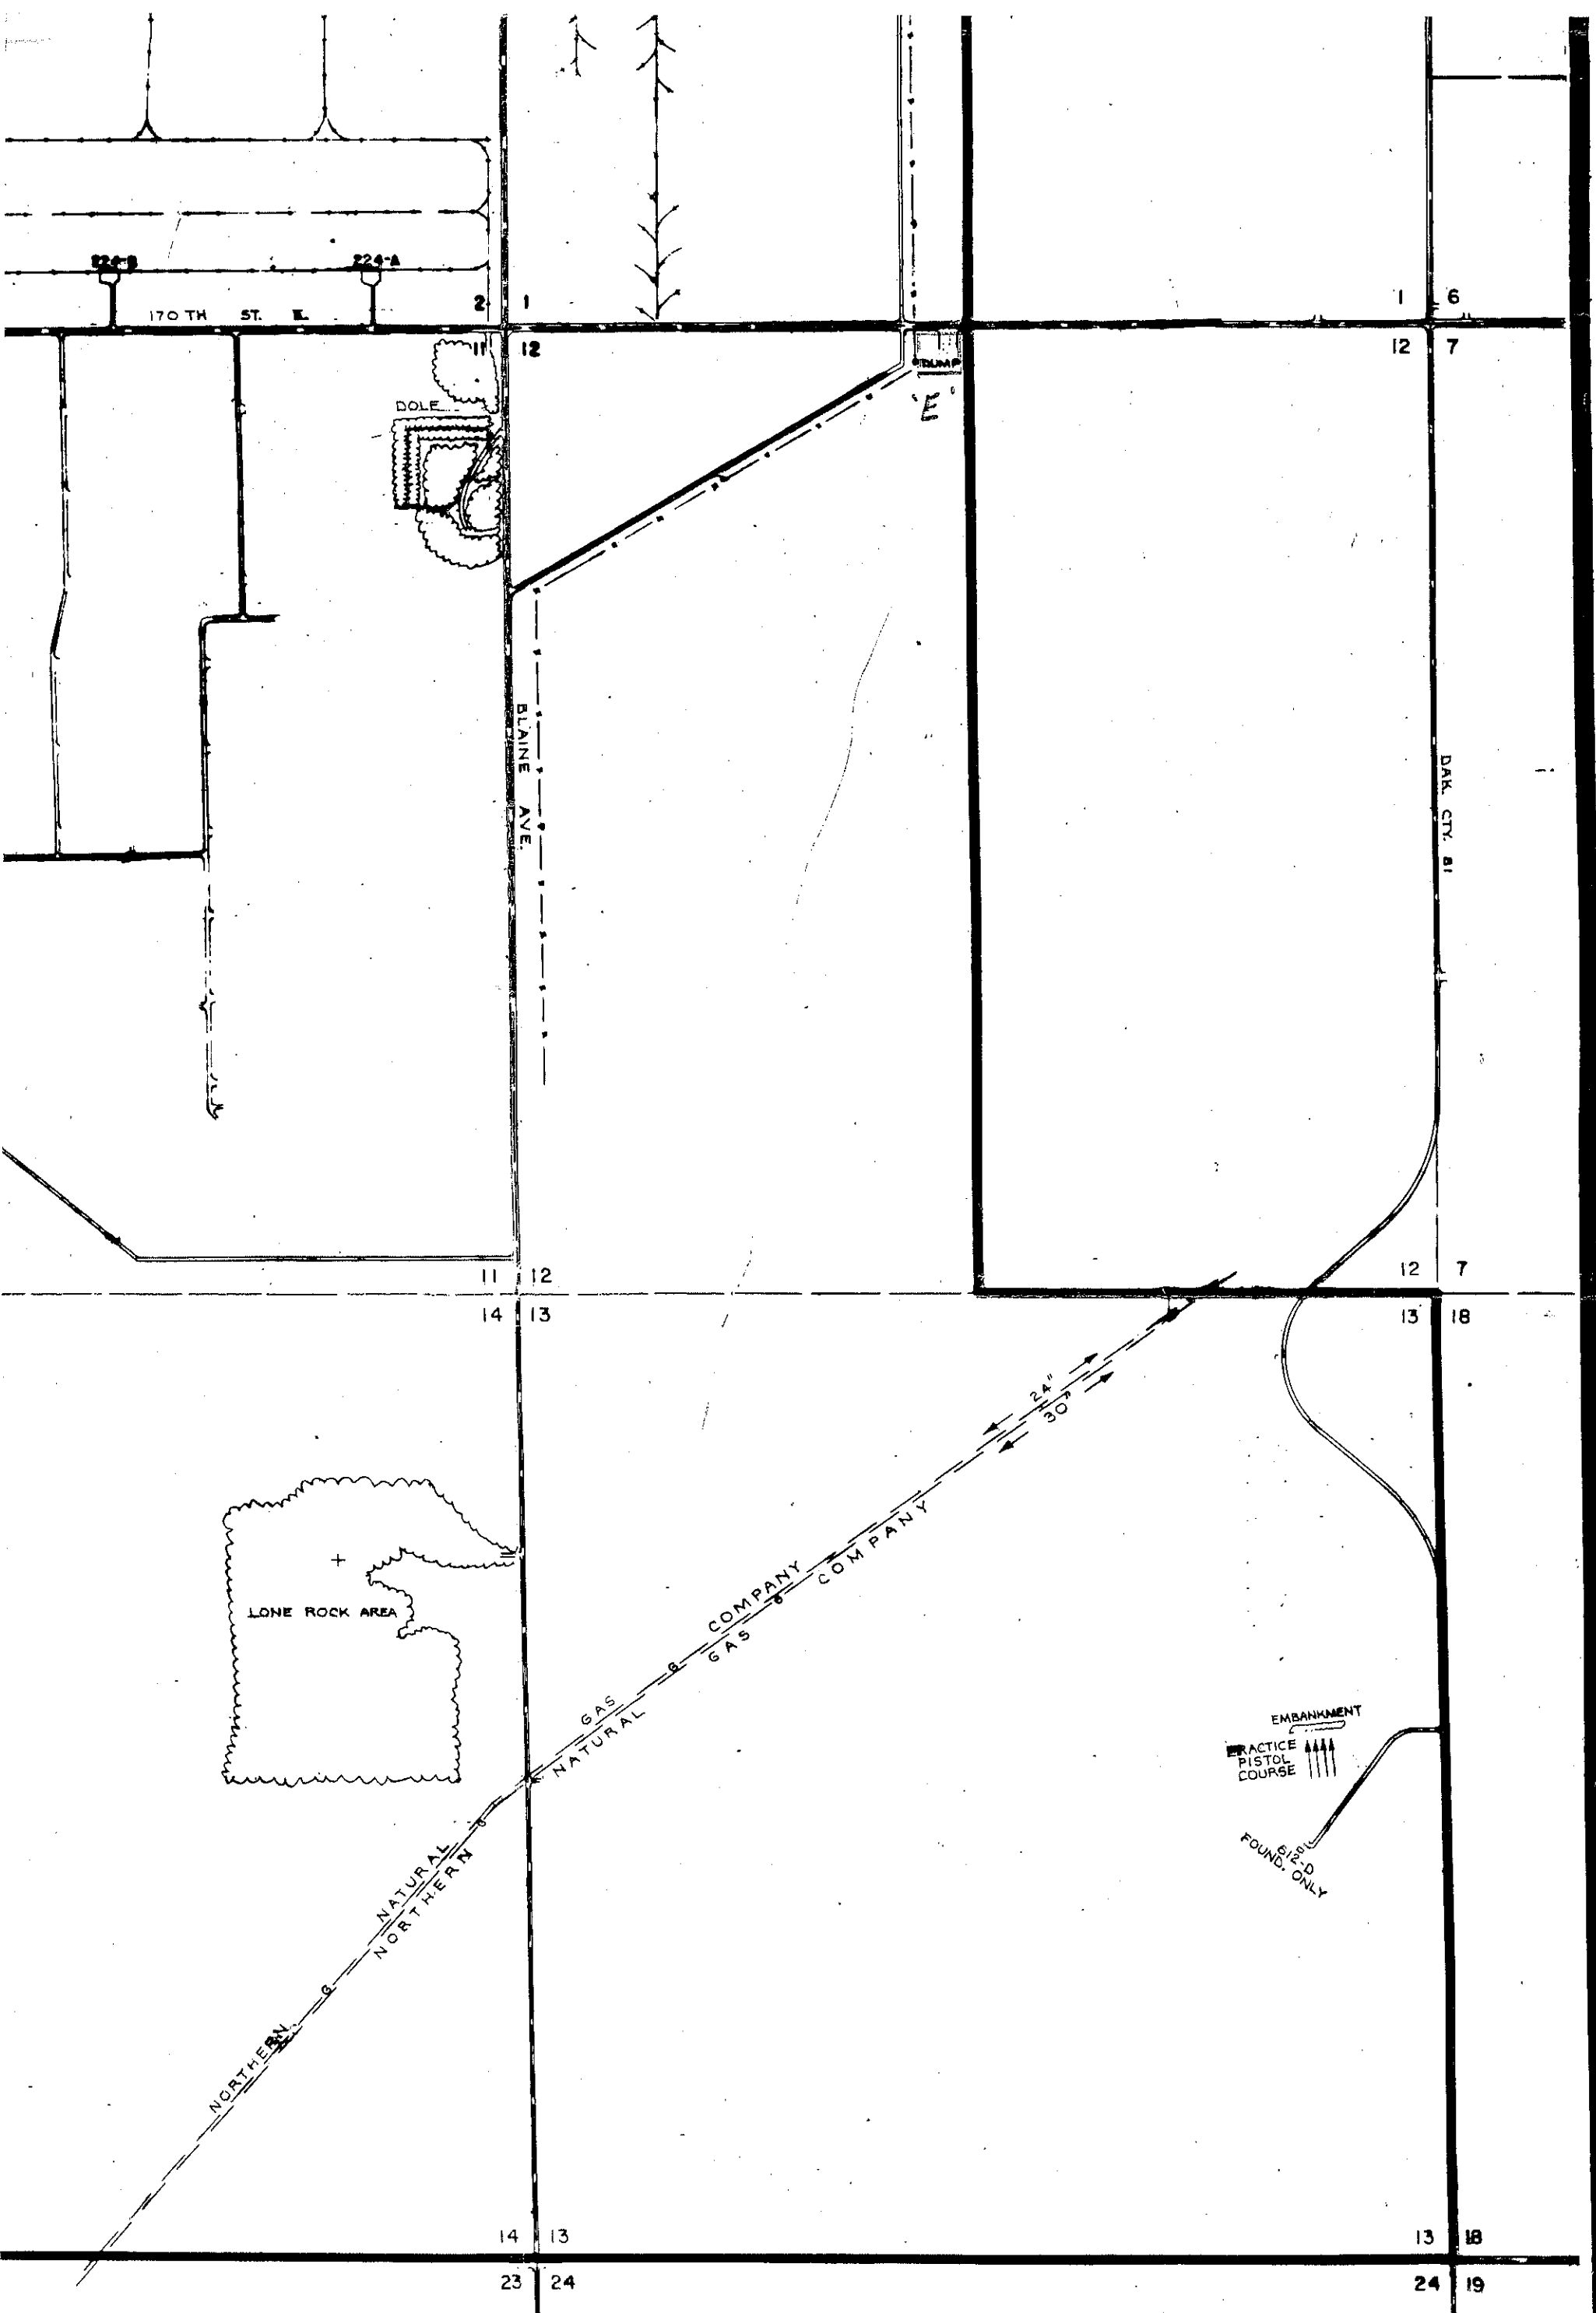 224-B 224-A
2 1
1 6
170 TH ST. E.
11 12
12 7
DUMP
'E'
DOLE
BLAINE AVE.
DAK. CTY. 81
11 12
12 7
14 13
13 18
24"
30"
COMPANY
COMPANY
GAS
GAS
NATURAL
LONE ROCK AREA
EMBANKMENT
PRACTICE
PISTOL
COURSE
612-D
FOUND. ONLY
NATURAL
NORTHERN
NORTHERN
G
G
G
G
14 13
13 18
23 24
24 19